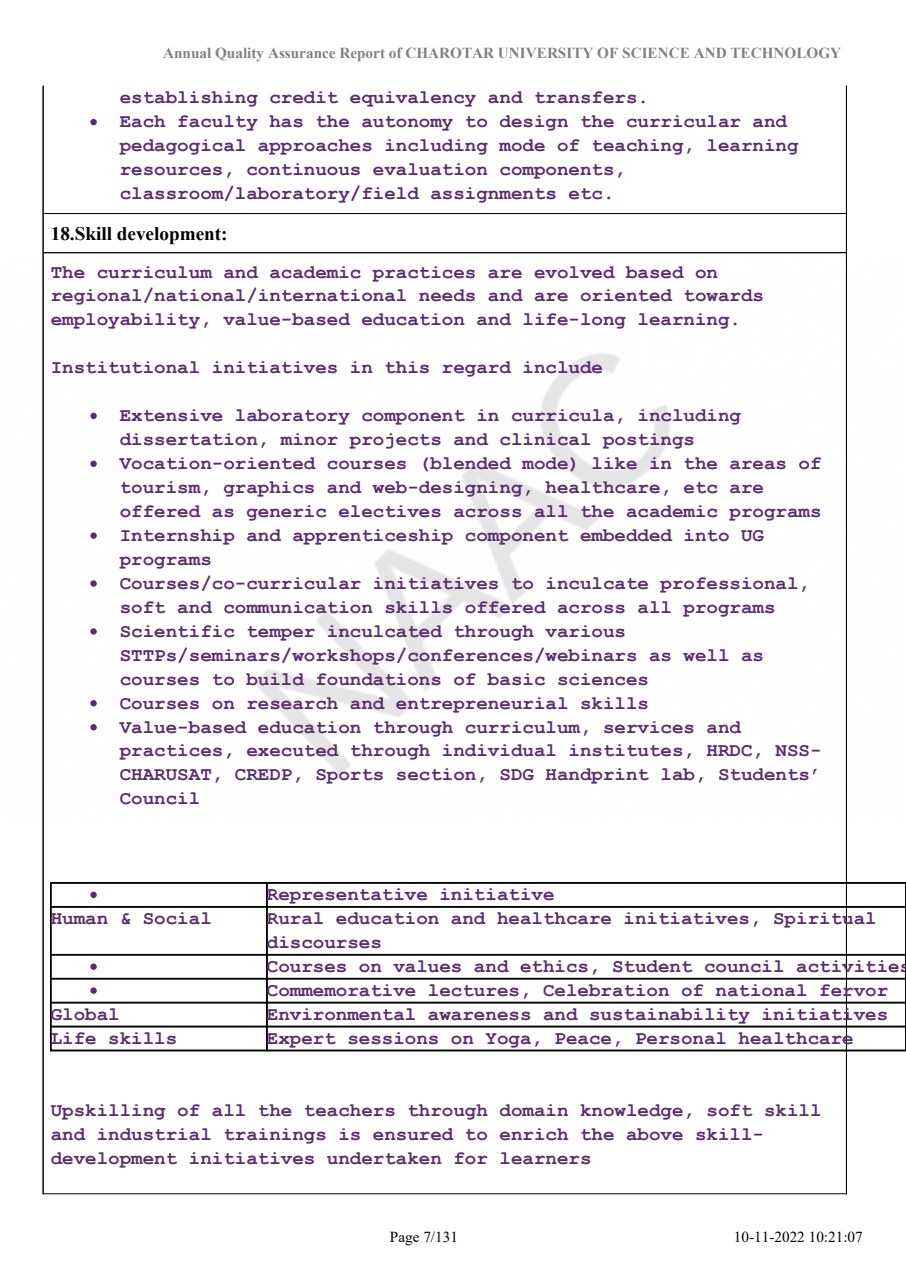 Annual Quality Assurance Report of CHAROTAR UNIVERSITY OF SCIENCE AND TECHNOLOGY
establishing credit equivalency and transfers.
• Each faculty has the autonomy to design the curricular and
pedagogical approaches including mode of teaching, learning
resources, continuous evaluation components,
classroom/laboratory/field assignments etc.
18.Skill development:
The curriculum and academic practices are evolved based on
regional/national/international needs and are oriented towards
employability, value-based education and life-long learning.
Institutional initiatives in this regard include
• Extensive laboratory component in curricula, including
dissertation, minor projects and clinical postings
• Vocation-oriented courses (blended mode) like in the areas of
tourism, graphics and web-designing, healthcare, etc are
offered as generic electives across all the academic programs
• Internship and apprenticeship component embedded into UG
programs
• Courses/co-curricular initiatives to inculcate professional,
soft and communication skills offered across all programs
• Scientific temper inculcated through various
STTPs/seminars/workshops/conferences/webinars as well as
courses to build foundations of basic sciences
• Courses on research and entrepreneurial skills
• Value-based education through curriculum, services and
practices, executed through individual institutes, HRDC, NSS-
CHARUSAT, CREDP, Sports section, SDG Handprint lab, Students’
Council
• Representative initiative
Human & Social Rural education and healthcare initiatives, Spiritual
discourses
• Courses on values and ethics, Student council activities
• Commemorative lectures, Celebration of national fervor
Global Environmental awareness and sustainability initiatives
Life skills Expert sessions on Yoga, Peace, Personal healthcare
Upskilling of all the teachers through domain knowledge, soft skill
and industrial trainings is ensured to enrich the above skill-
development initiatives undertaken for learners
NAAC
Page 7/131 10-11-2022 10:21:07